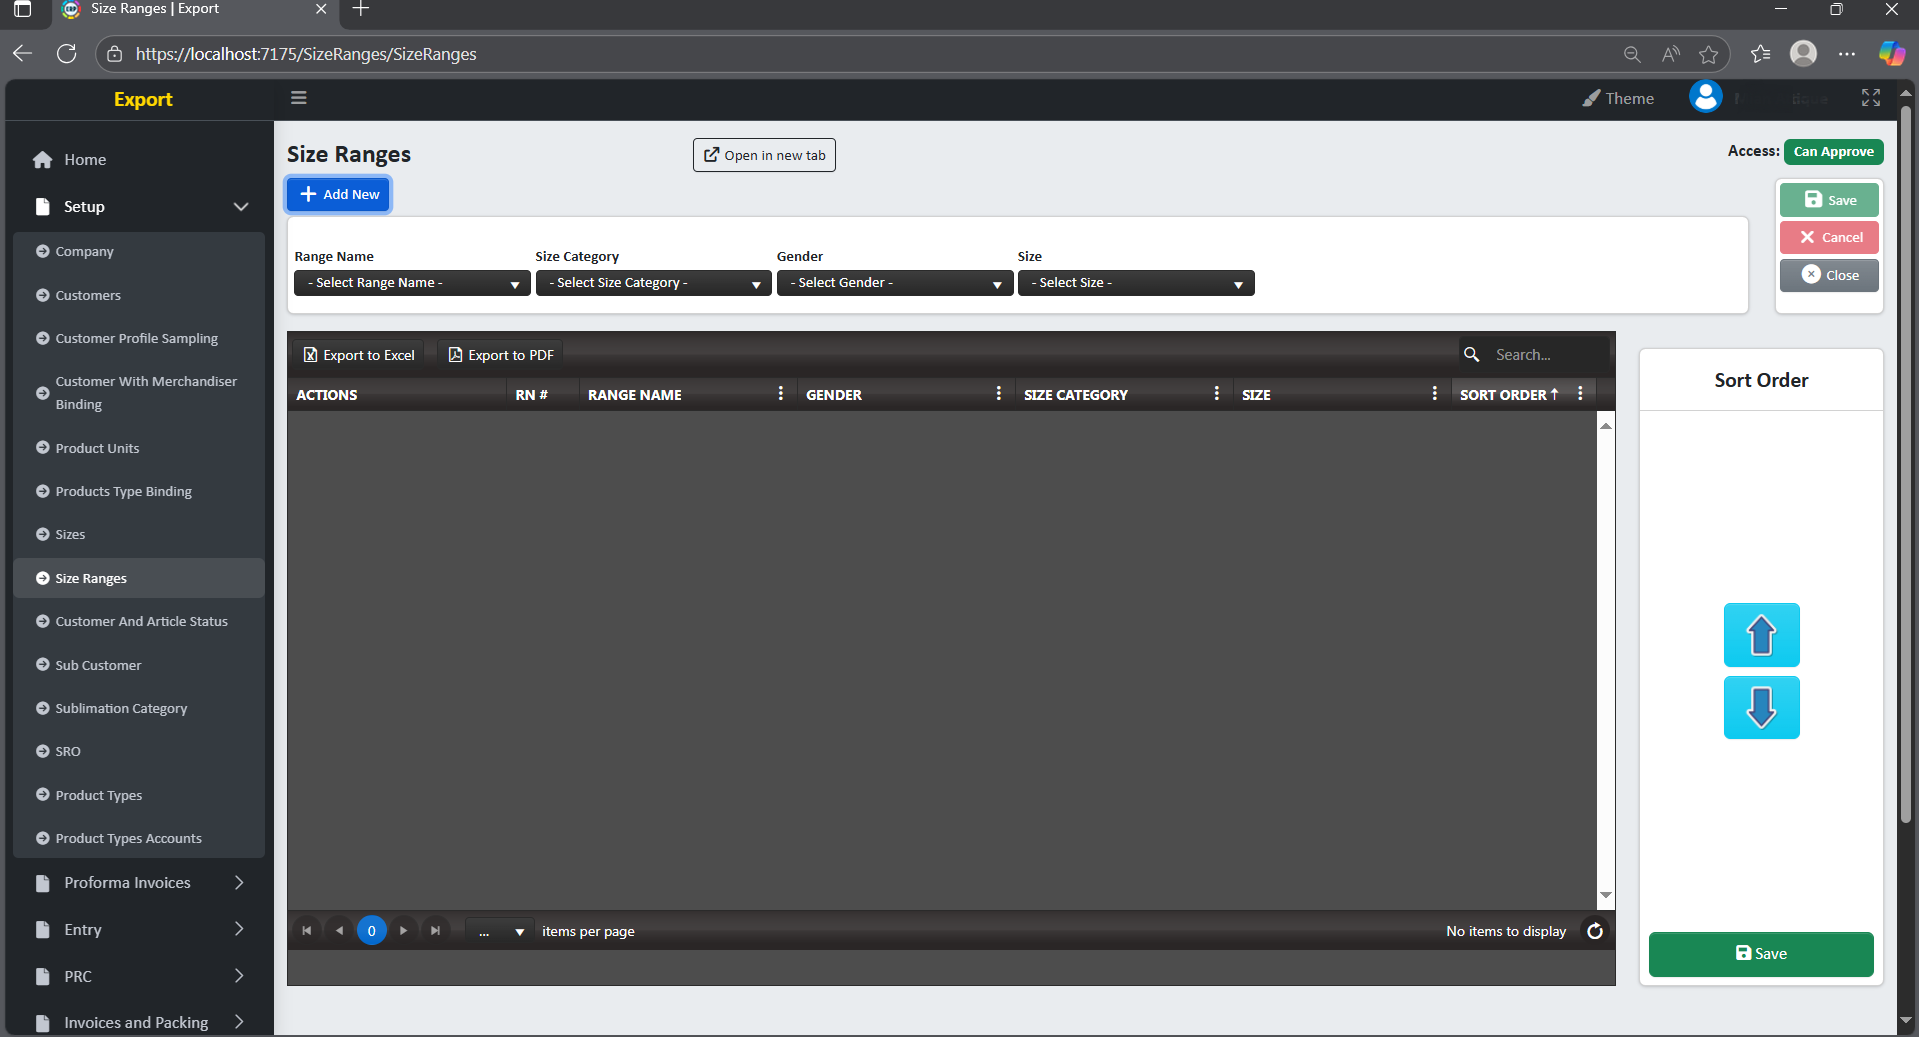 Size Ranges | Export
https://localhost:7175/SizeRanges/SizeRanges
Export
Theme
Home
Setup
Company
Customers
Customer Profile Sampling
Customer With Merchandiser
Binding
Product Units
Products Type Binding
Sizes
Size Ranges
Customer And Article Status
Sub Customer
Sublimation Category
SRO
Product Types
Product Types Accounts
Proforma Invoices
Entry
PRC
Invoices and Packing
Size Ranges
Open in new tab
Access: Can Approve
Add New
Save
Cancel
Close
Range Name Size Category Gender Size
- Select Range Name - - Select Size Category - - Select Gender - - Select Size -
Export to Excel Export to PDF Search...
ACTIONS RN # RANGE NAME GENDER SIZE CATEGORY SIZE SORT ORDER
0 ... items per page No items to display
Sort Order
Save